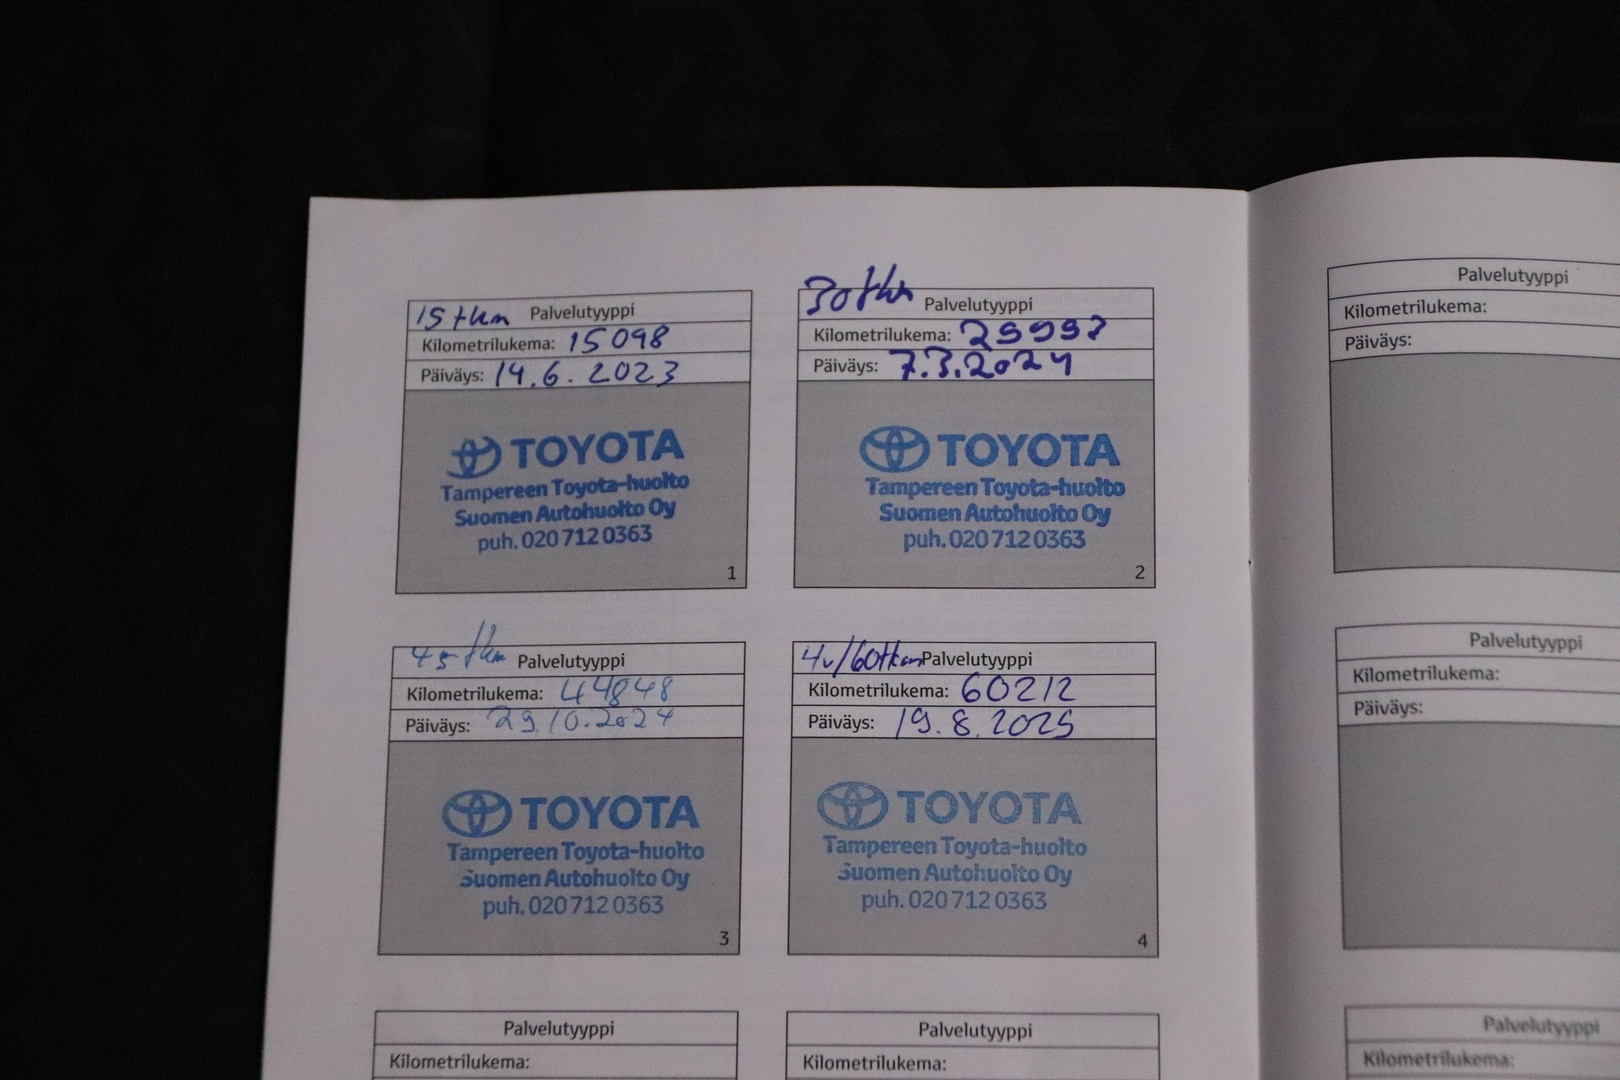 15 tkm Palvelutyyppi
Kilometrilukema: 15098
Päiväys: 14.6.2023
TOYOTA
Tampereen Toyota-huolto
Suomen Autohuolto Oy
puh. 020 712 0363
1
30 tkm Palvelutyyppi
Kilometrilukema: 29997
Päiväys: 7.3.2024
TOYOTA
Tampereen Toyota-huolto
Suomen Autohuolto Oy
puh. 020 712 0363
2
45 tkm Palvelutyyppi
Kilometrilukema: 44848
Päiväys: 29.10.2024
TOYOTA
Tampereen Toyota-huolto
Suomen Autohuolto Oy
puh. 020 712 0363
3
4v/60tkm Palvelutyyppi
Kilometrilukema: 60212
Päiväys: 19.8.2025
TOYOTA
Tampereen Toyota-huolto
Suomen Autohuolto Oy
puh. 020 712 0363
4
Palvelutyyppi
Kilometrilukema:
Palvelutyyppi
Kilometrilukema:
Palvelutyyppi
Kilometrilukema:
Päiväys:
Palvelutyyppi
Kilometrilukema:
Päiväys:
Palvelutyyppi
Kilometrilukema: